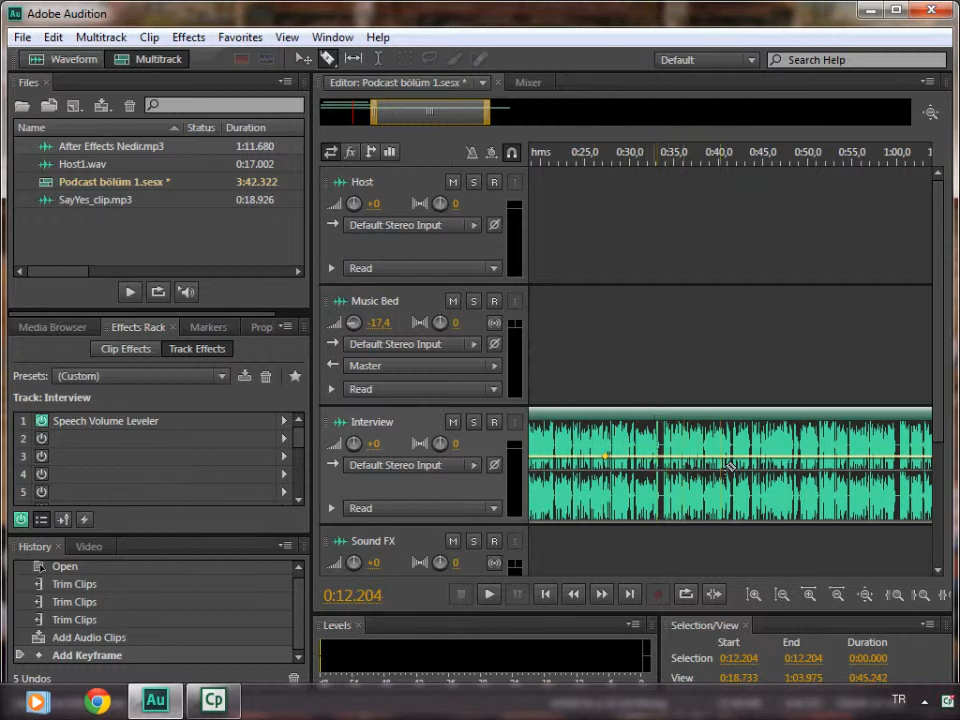 Au Adobe Audition
File Edit Multitrack Clip Effects Favorites View Window Help
Waveform Multitrack Default Search Help
Files Editor: Podcast bölüm 1.sesx * Mixer
Name Status Duration
After Effects Nedir.mp3 1:11.680
Host1.wav 0:17.002
Podcast bölüm 1.sesx * 3:42.322
SayYes_clip.mp3 0:18.926
fx hms 0:25,0 0:30,0 0:35,0 0:40,0 0:45,0 0:50,0 0:55,0 1:00,0 1
Host M S R I
+0 0
Default Stereo Input
Read
Music Bed M S R I
-17,4 0
Default Stereo Input
Master
Read
Media Browser Effects Rack Markers Prop
Clip Effects Track Effects
Presets: (Custom)
Track: Interview
1 Speech Volume Leveler
2
3
4
5
Interview M S R I
+0 0
Default Stereo Input
Read
Sound FX M S R I
+0 0
History Video
Open
Trim Clips
Trim Clips
Trim Clips
Add Audio Clips
Add Keyframe
5 Undos
0:12.204
Levels
Selection/View
Start End Duration
Selection 0:12.204 0:12.204 0:00.000
View 0:18.733 1:03.975 0:45.242
Au Cp TR Cp